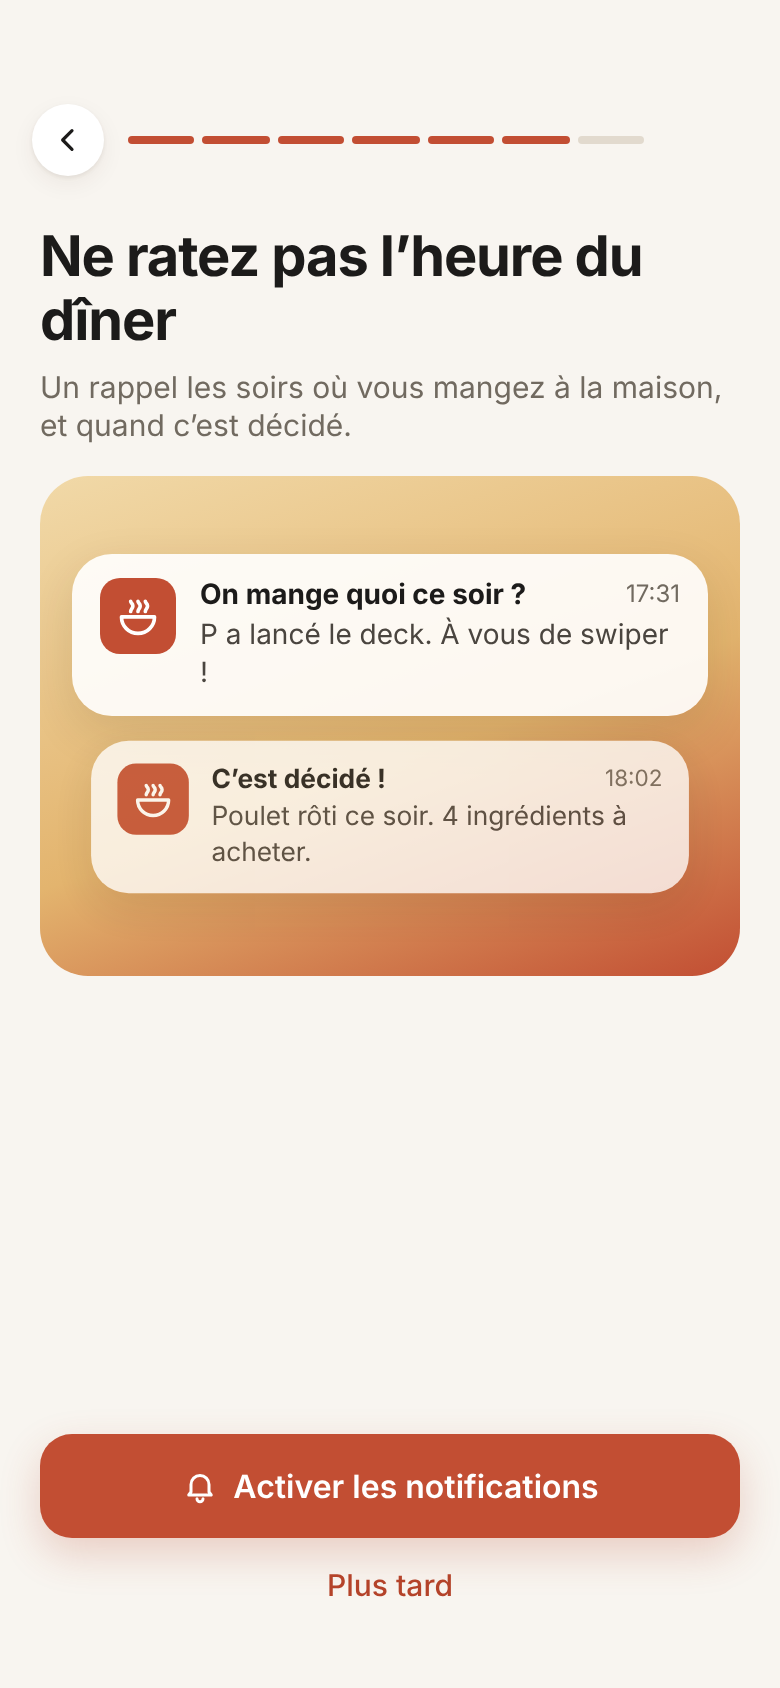 Ne ratez pas l’heure du
dîner
Un rappel les soirs où vous mangez à la maison,
et quand c’est décidé.
On mange quoi ce soir ? 17:31
P a lancé le deck. À vous de swiper
!
C’est décidé ! 18:02
Poulet rôti ce soir. 4 ingrédients à
acheter.
Activer les notifications
Plus tard